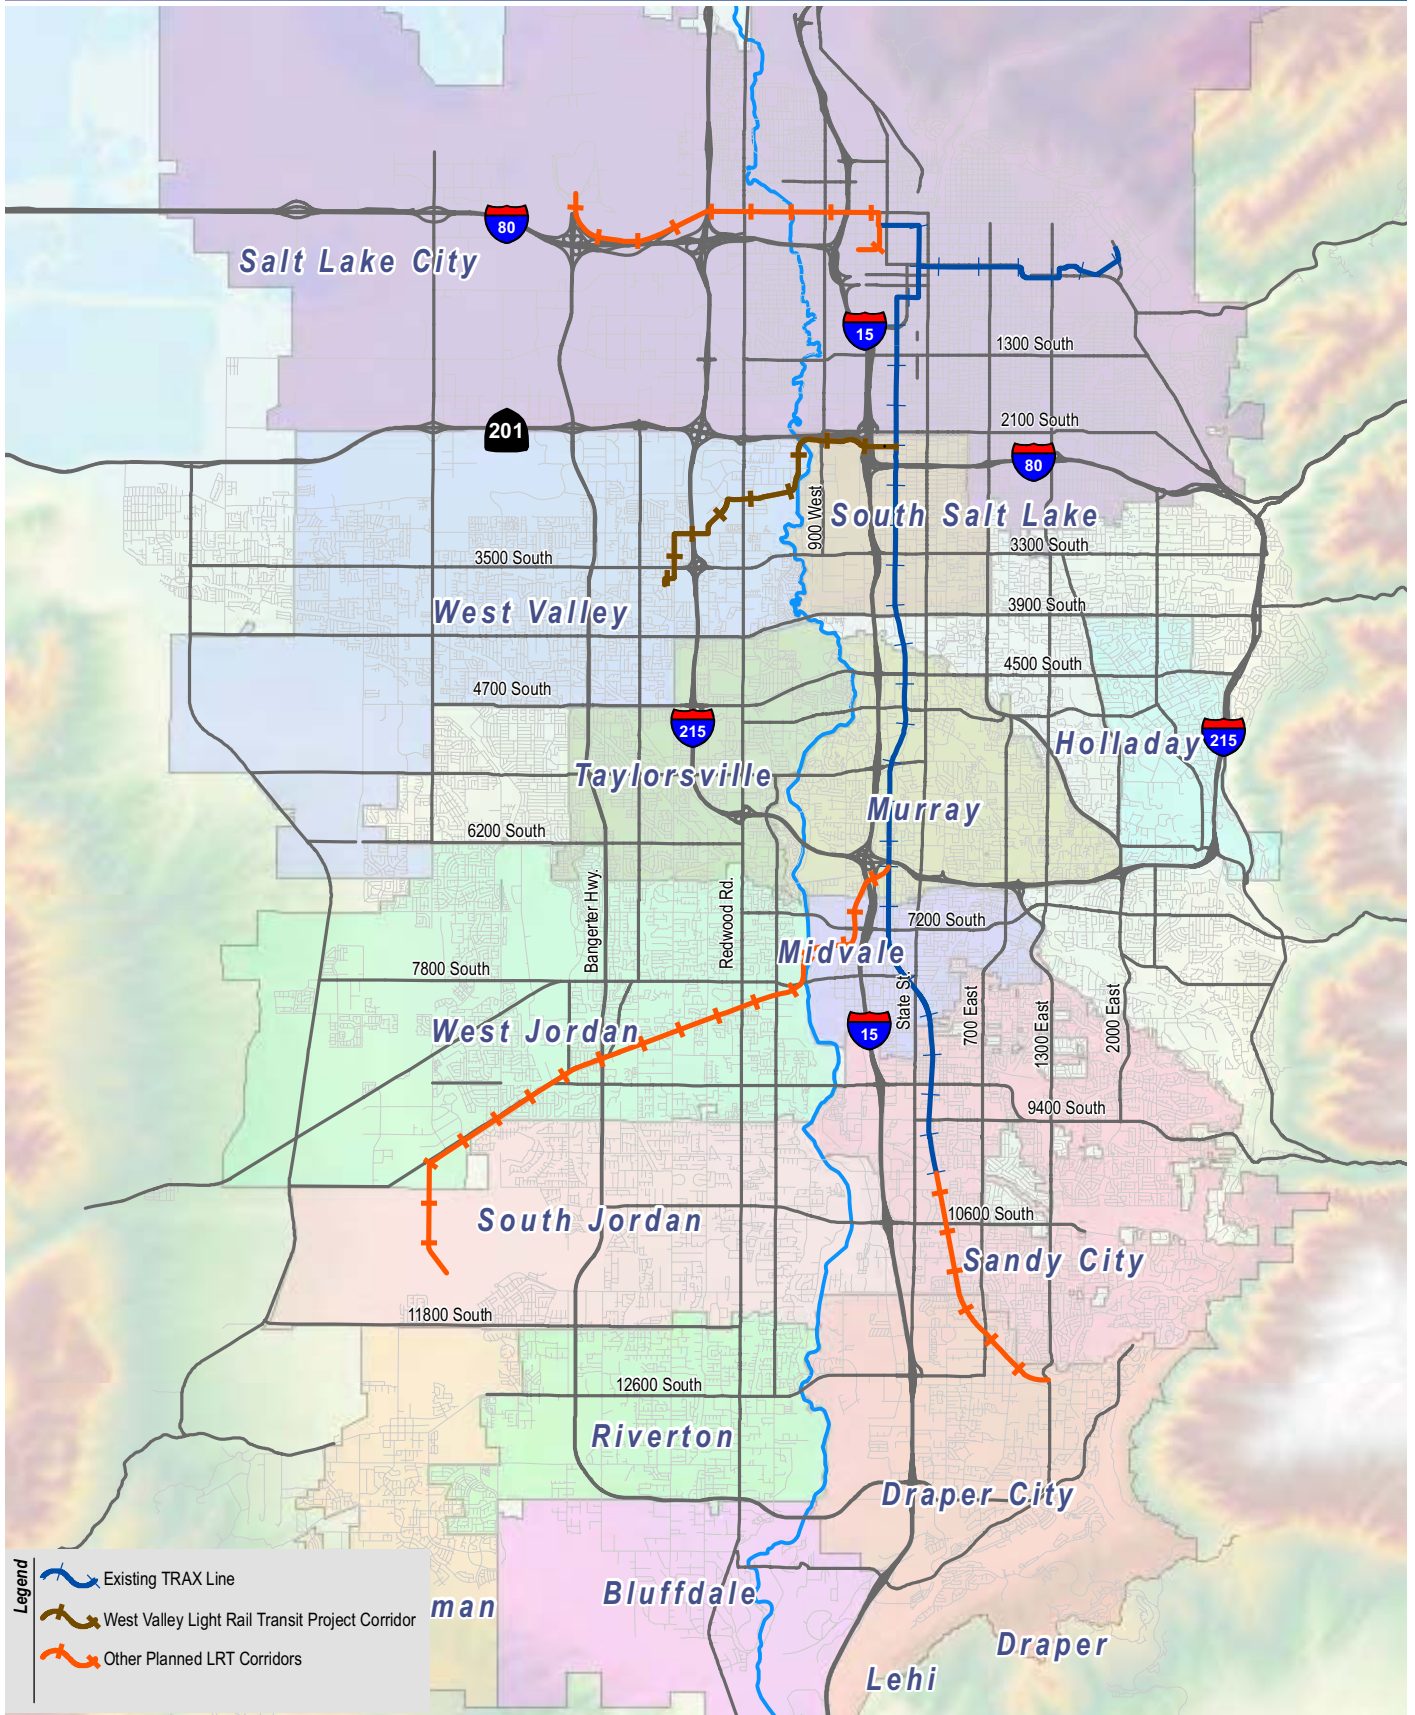 80
Salt Lake City
15
1300 South
2100 South
201
80
900 West
South Salt Lake
3300 South
3500 South
West Valley
3900 South
4500 South
4700 South
215
Holladay
215
Taylorsville
Murray
6200 South
Bangerter Hwy.
Redwood Rd.
7200 South
Midvale
7800 South
State St.
700 East
1300 East
2000 East
West Jordan
15
9400 South
10600 South
South Jordan
Sandy City
11800 South
12600 South
Riverton
Draper City
Legend
Existing TRAX Line
West Valley Light Rail Transit Project Corridor
Other Planned LRT Corridors
man
Bluffdale
Draper
Lehi